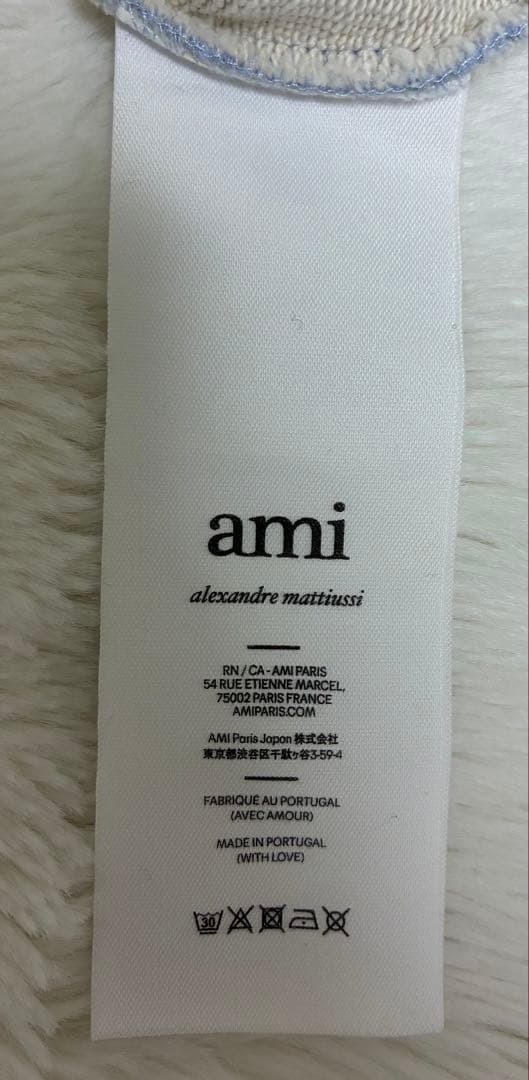 ami
alexandre mattiussi
RN / CA - AMI PARIS
54 RUE ETIENNE MARCEL,
75002 PARIS FRANCE
AMIPARIS.COM
AMI Paris Japan 株式会社
東京都渋谷区千駄ヶ谷3-59-4
FABRIQUÉ AU PORTUGAL
(AVEC AMOUR)
MADE IN PORTUGAL
(WITH LOVE)
30